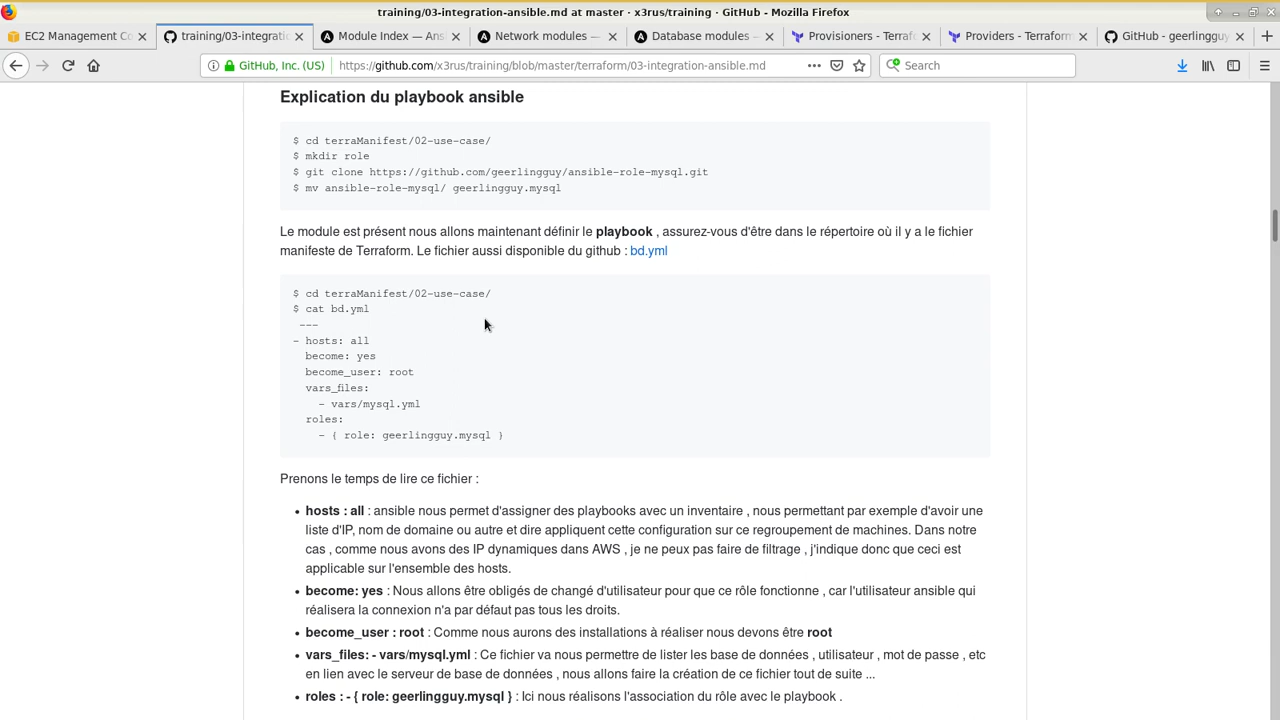 training/03-integration-ansible.md at master · x3rus/training · GitHub - Mozilla Firefox
EC2 Management Co
training/03-integratio
Module Index — Ans
Network modules —
Database modules —
Provisioners - Terraf
Providers - Terraform
GitHub - geerlingguy
GitHub, Inc. (US)
https://github.com/x3rus/training/blob/master/terraform/03-integration-ansible.md
Search
Explication du playbook ansible
$ cd terraManifest/02-use-case/
$ mkdir role
$ git clone https://github.com/geerlingguy/ansible-role-mysql.git
$ mv ansible-role-mysql/ geerlingguy.mysql
Le module est présent nous allons maintenant définir le playbook , assurez-vous d'être dans le répertoire où il y a le fichier
manifeste de Terraform. Le fichier aussi disponible du github : bd.yml
$ cd terraManifest/02-use-case/
$ cat bd.yml
---
- hosts: all
become: yes
become_user: root
vars_files:
- vars/mysql.yml
roles:
- { role: geerlingguy.mysql }
Prenons le temps de lire ce fichier :
• hosts : all : ansible nous permet d'assigner des playbooks avec un inventaire , nous permettant par exemple d'avoir une
liste d'IP, nom de domaine ou autre et dire appliquent cette configuration sur ce regroupement de machines. Dans notre
cas , comme nous avons des IP dynamiques dans AWS , je ne peux pas faire de filtrage , j'indique donc que ceci est
applicable sur l'ensemble des hosts.
• become: yes : Nous allons être obligés de changé d'utilisateur pour que ce rôle fonctionne , car l'utilisateur ansible qui
réalisera la connexion n'a par défaut pas tous les droits.
• become_user : root : Comme nous aurons des installations à réaliser nous devons être root
• vars_files: - vars/mysql.yml : Ce fichier va nous permettre de lister les base de données , utilisateur , mot de passe , etc
en lien avec le serveur de base de données , nous allons faire la création de ce fichier tout de suite ...
• roles : - { role: geerlingguy.mysql } : Ici nous réalisons l'association du rôle avec le playbook .